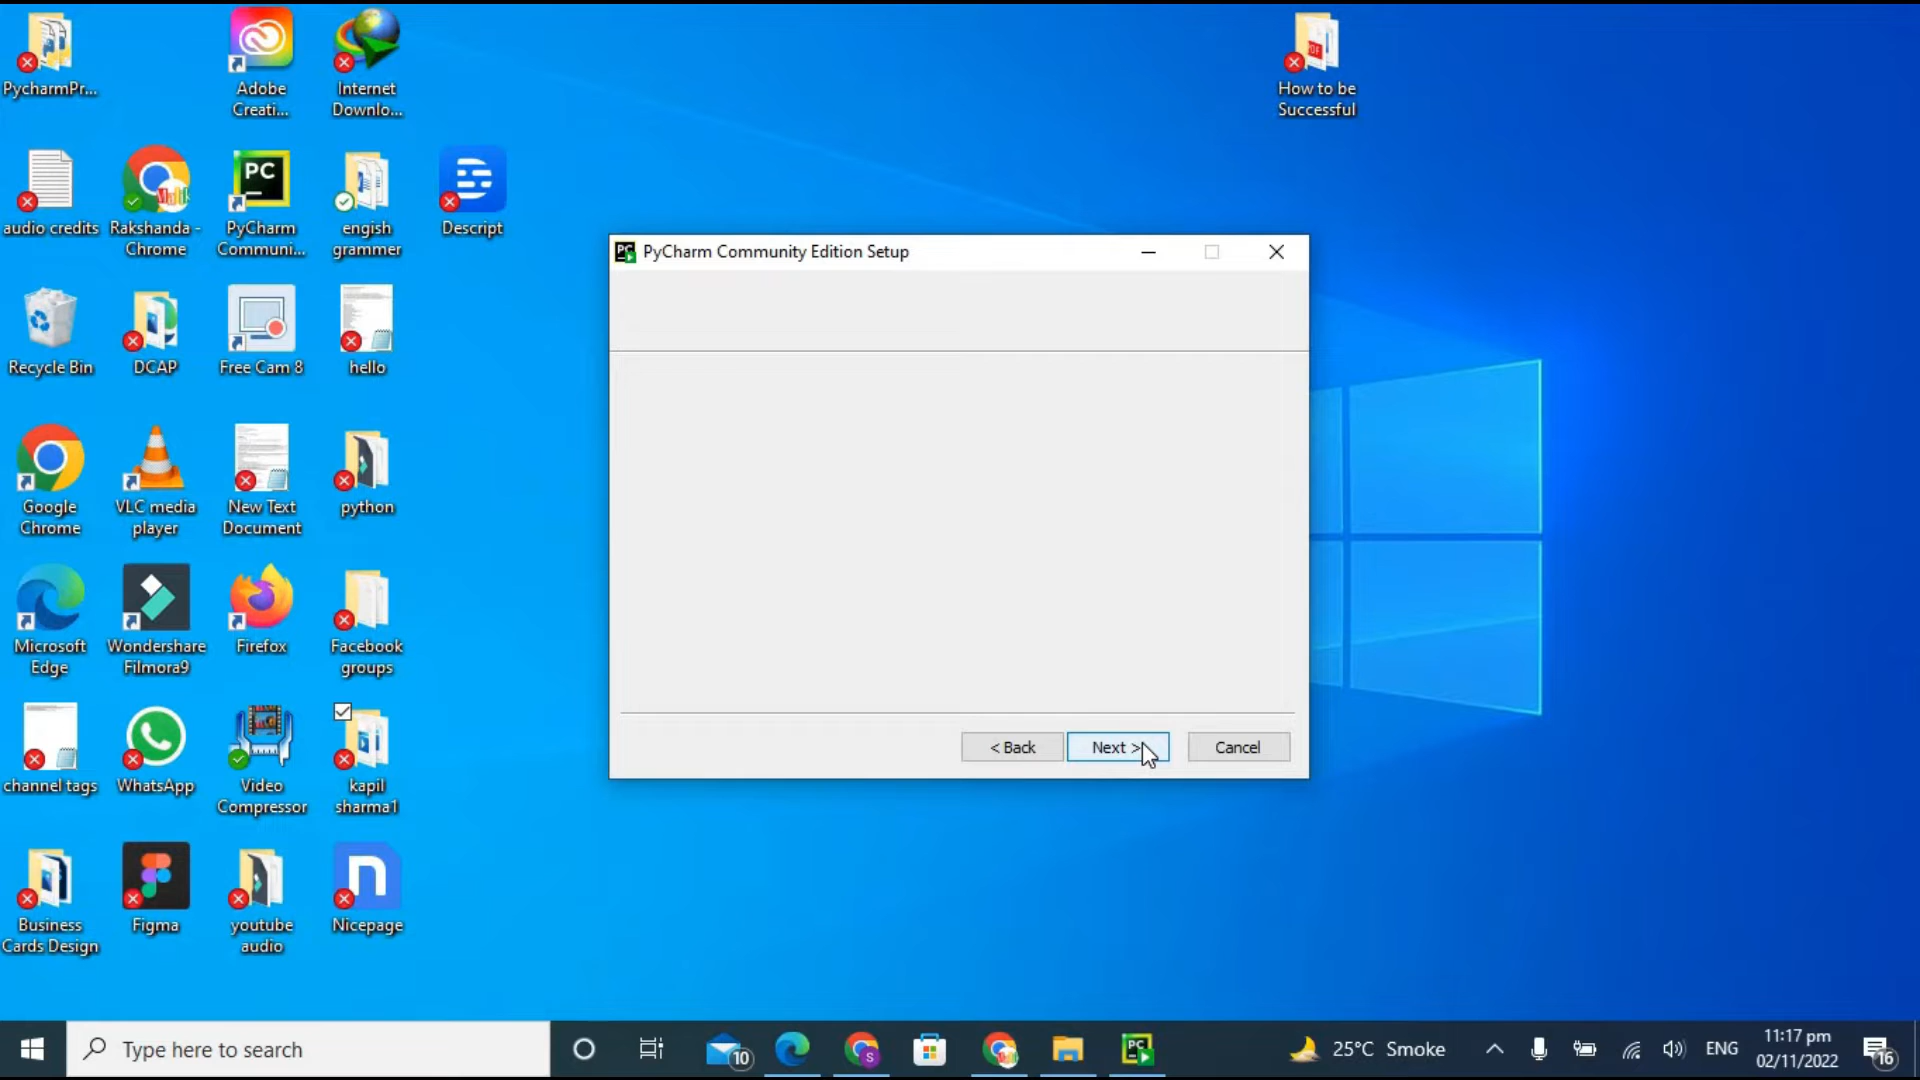 PycharmPr...
Adobe
Creati...
Internet
Downlo...
How to be
Successful
audio credits
Rakshanda -
Chrome
PyCharm
Communi...
engish
grammer
Descript
Recycle Bin
DCAP
Free Cam 8
hello
Google
Chrome
VLC media
player
New Text
Document
python
Microsoft
Edge
Wondershare
Filmora9
Firefox
Facebook
groups
channel tags
WhatsApp
Video
Compressor
kapil
sharma1
Business
Cards Design
Figma
youtube
audio
Nicepage
PC
PDF
PyCharm Community Edition Setup
< Back
Next >
Cancel
Type here to search
10
S
PC
25°C Smoke
ENG
11:17 pm
02/11/2022
16